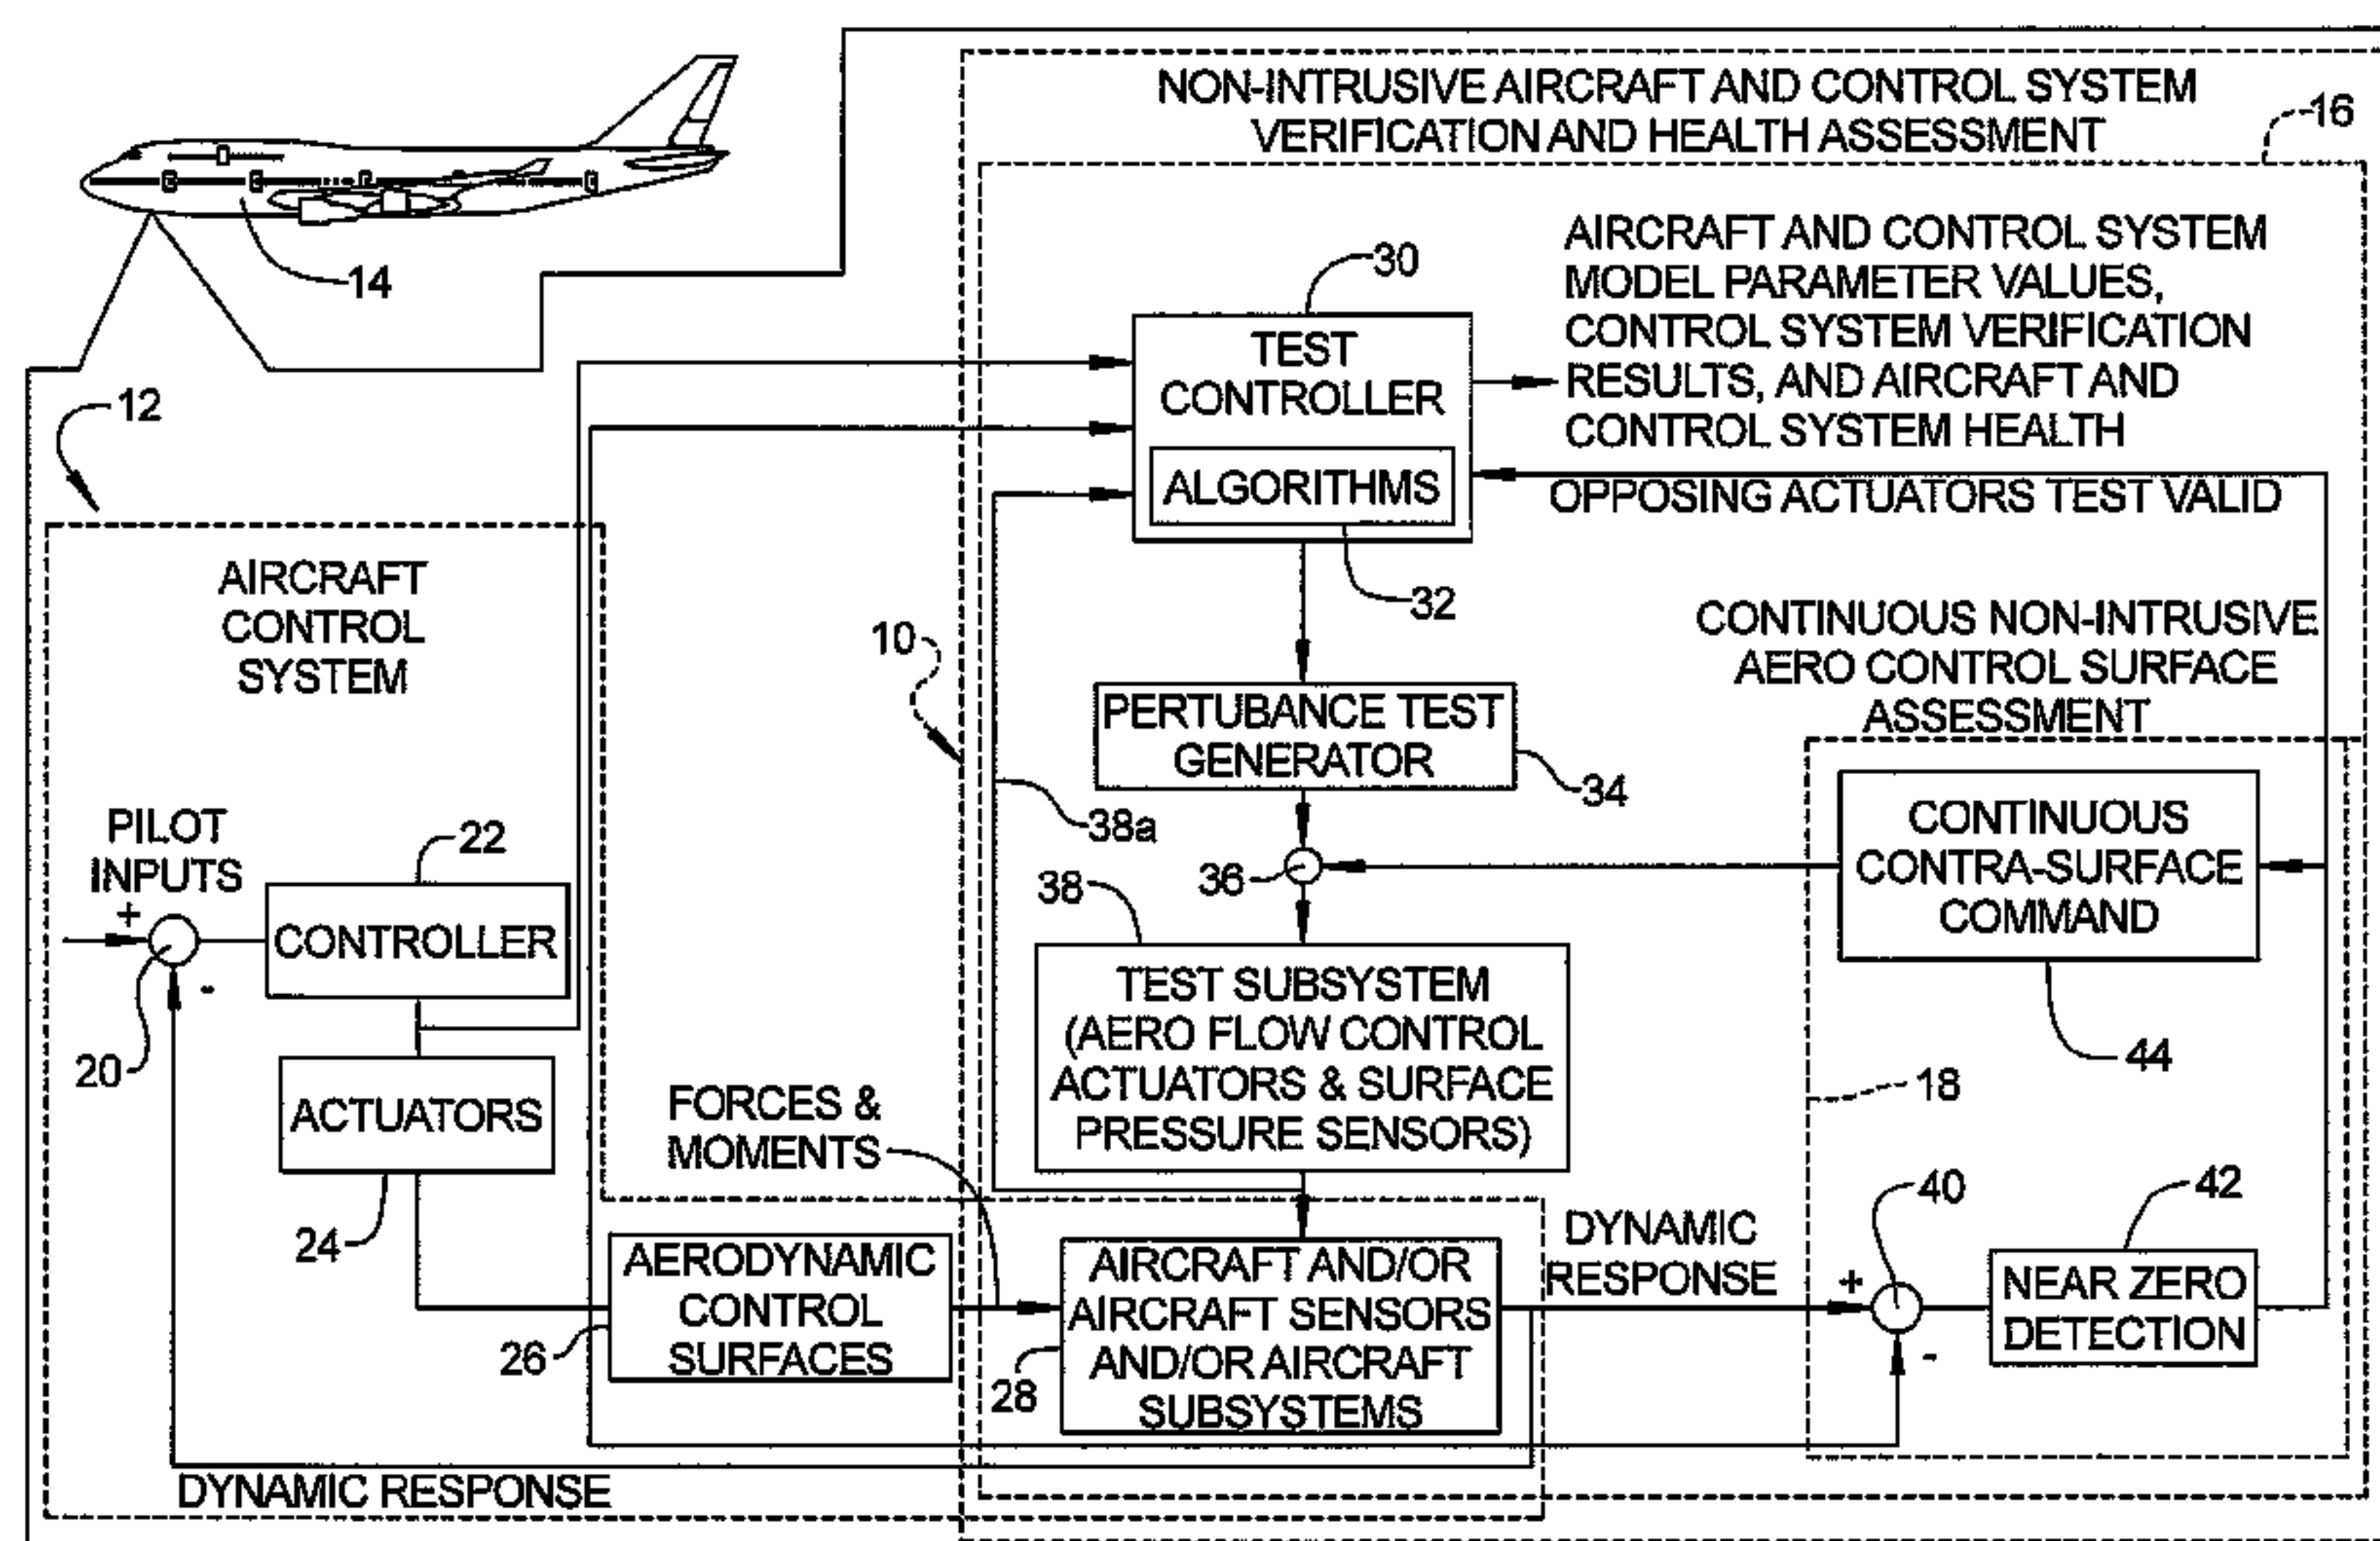 NON-INTRUSIVE AIRCRAFT AND CONTROL SYSTEM
VERIFICATION AND HEALTH ASSESSMENT
16
14
12
30
TEST
CONTROLLER
ALGORITHMS
32
AIRCRAFT AND CONTROL SYSTEM
MODEL PARAMETER VALUES,
CONTROL SYSTEM VERIFICATION
RESULTS, AND AIRCRAFT AND
CONTROL SYSTEM HEALTH
OPPOSING ACTUATORS TEST VALID
AIRCRAFT
CONTROL
SYSTEM
10
CONTINUOUS NON-INTRUSIVE
AERO CONTROL SURFACE
ASSESSMENT
PERTUBANCE TEST
GENERATOR
34
38a
36
38
CONTINUOUS
CONTRA-SURFACE
COMMAND
44
18
PILOT
INPUTS
+
-
20
22
CONTROLLER
ACTUATORS
24
TEST SUBSYSTEM
(AERO FLOW CONTROL
ACTUATORS & SURFACE
PRESSURE SENSORS)
FORCES &
MOMENTS
AERODYNAMIC
CONTROL
SURFACES
26
AIRCRAFT AND/OR
AIRCRAFT SENSORS
AND/OR AIRCRAFT
SUBSYSTEMS
28
DYNAMIC
RESPONSE
+
-
40
42
NEAR ZERO
DETECTION
DYNAMIC RESPONSE